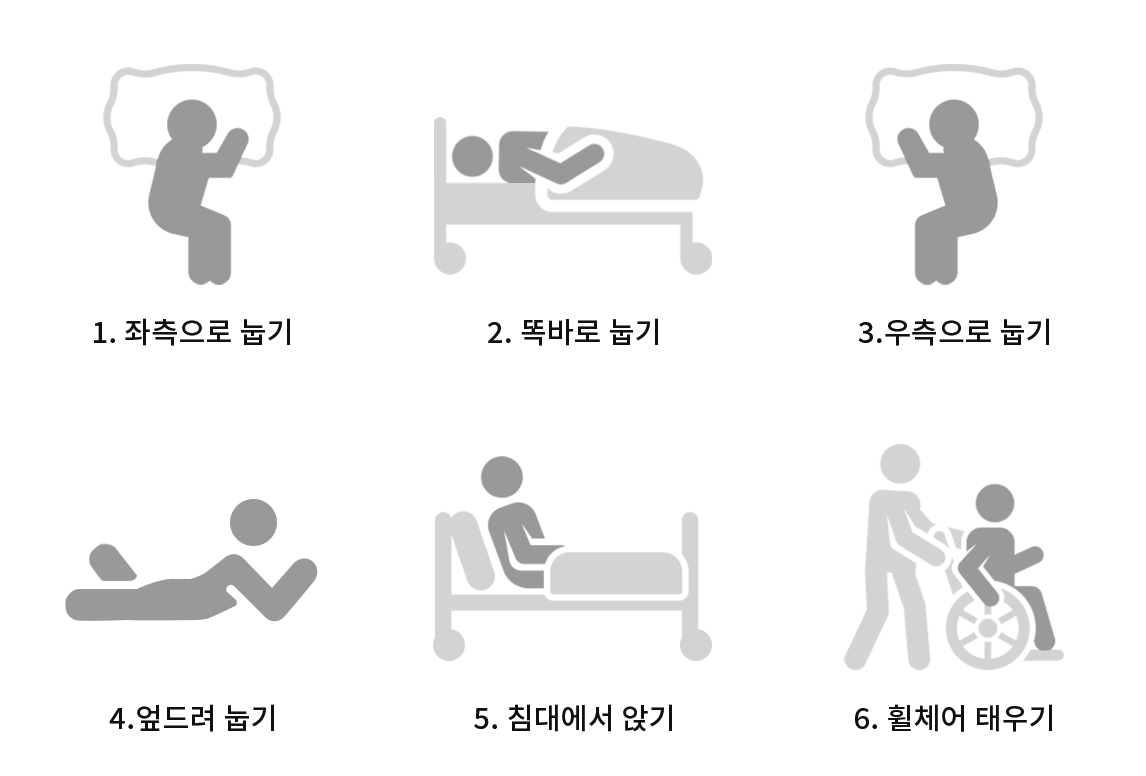 1. 좌측으로 눕기
2. 똑바로 눕기
3.우측으로 눕기
4.엎드려 눕기
5. 침대에서 앉기
6. 휠체어 태우기